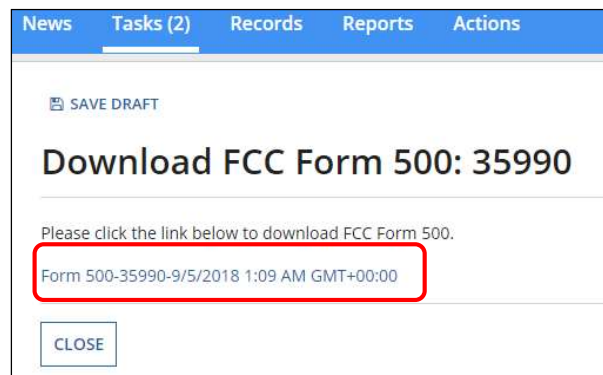 News Tasks (2) Records Reports Actions
SAVE DRAFT
Download FCC Form 500: 35990
Please click the link below to download FCC Form 500.
Form 500-35990-9/5/2018 1:09 AM GMT+00:00
CLOSE